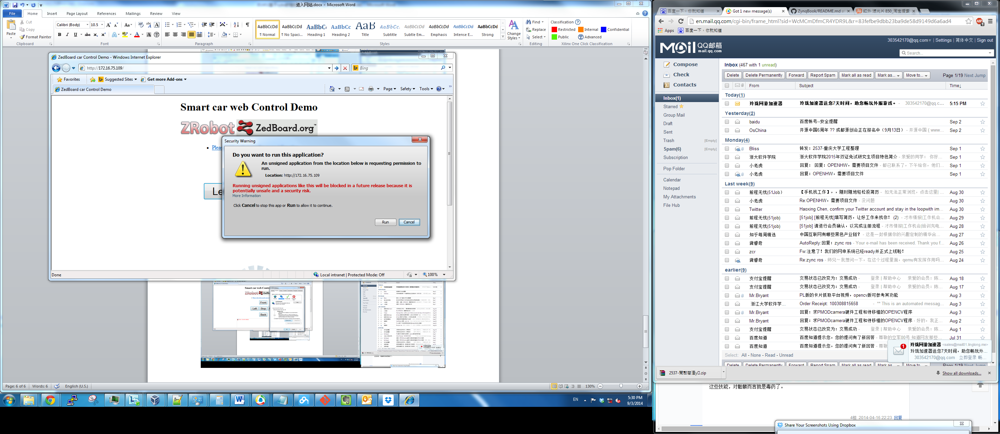 进入网站.docx - Microsoft Word
File Home Insert Page Layout References Mailings Review View
Paste
Cut
Copy
Format Painter
Clipboard
Calibri (Body) 10.5
Font
Paragraph
AaBbCcDd AaBbCcDd AaBbC AaBbCc AaB AaBbCc. AaBbCcDd AaBbCcDd AaBbCcDd AaBbCcDd
¶ Normal ¶ No Spaci... Heading 1 Heading 2 Title Subtitle Subtle Em... Emphasis Intense E... Strong
Styles
Change Styles
Find
Replace
Select
Editing
Classification
Restricted Internal Confidential
Public Advanced
Xilinx One Click Classification
ZedBoard car Control Demo - Windows Internet Explorer
http://172.16.75.109/
Bing
Favorites Suggested Sites Get more Add-ons
ZedBoard car Control Demo
Page Safety Tools
Smart car web Control Demo
ZRobot ZedBoard.org™
Plea
Le
Security Warning
Do you want to run this application?
An unsigned application from the location below is requesting permission to
run.
Location: http://172.16.75.109
Running unsigned applications like this will be blocked in a future release because it is
potentially unsafe and a security risk.
More Information
Click Cancel to stop this app or Run to allow it to continue.
Run Cancel
Done
Local intranet | Protected Mode: Off
100%
Smart car web Contr
ZRobot
Front
Left Stop
Back
Page: 6 of 6 Words: 6 English (U.S.)
130%
EN
5:30 PM
9/3/2014
百度一下，你就知道
Got 1 new message(s)
ZynqBook/README.md a
紅外 滤光片 850_淘宝搜索
en.mail.qq.com/cgi-bin/frame_html?sid=WcMCmDfmCR4YDR9L&r=83fefbe9dbb23ba9de58d9149d6a6ad4
Apps 百度一下，你就知道
Mail QQ邮箱
mail.qq.com
303542170@qq.com | Settings | 简体中文 | Sign out
Search...
Compose
Check
Contacts
Inbox(1)
Starred
Group Mail
Draft
Sent
Trash [Empty]
Spam(6) [Empty]
Subscription
Pop Folder
Calendar
Notepad
My Attachments
File Hub
Inbox (467 with 1 unread)
Delete Delete Permanently Forward Report Spam Mark all as read Mark as... Move to... Page 1/19 Next Jump
From Subject Time↓
Today(1)
玲珑网游加速器 玲珑加速器送您7天时间，助您畅玩外服游戏。 - 303542170@qq.c... 5:15 PM
Yesterday(2)
baidu 百度帐号--安全提醒 Sep 2
OsChina 开源中国6周年 ?? 成都源创会正在报名中（9月13日） - 开源中国 ( www... Sep 2
Monday(4)
Bliss 转发：2537-重庆大学工程整理 Sep 1
浙大软件学院 浙大软件学院2015年双证免试研究生项目特色简介 - 亲爱的同学： 你好... Sep 1
小老虎 回复： 回复：OPENHW，需要项目文件 - 都已联系了，下午给你，他们... Sep 1
小老虎 回复：OPENHW，需要项目文件 Sep 1
Last week(9)
前程无忧(51Job) 【手机找工作】，，随时随地轻松投简历 - 如无法正常浏览，点击这里|... Aug 30
小老虎 Re:OPENHW，需要项目文件 - 没问题 Aug 30
Twitter Haoxing Chen, confirm your Twitter account and stay in the loopwith im... Aug 30
前程无忧(51job) [51job] [前程无忧]填写简历，让好工作来找你！ (2) - 才市情报|工作机会... Aug 29
前程无忧(51job) [51job] 请进行会员确认，以完成注册流程 - 才市情报|工作机会|培训充电... Aug 28
知乎每周精选 中国互联网有哪些黑色产业链？ - 这是一封根据你的兴趣定制的精华合... Aug 27
龚睿奇 AutoReply:回复：zync ros - Your e-mail has been received. Thank you f... Aug 26
zcr Fw:注意了！我们的网申系统已经ready并正式上线啦！ Aug 25
龚睿奇 Re:zync ros - 师兄～我想问一下，在这个过程里面，qemu有发挥作用吗... Aug 24
earlier(9)
支付宝提醒 交易状态已改变为：交易成功 - 登录 | 帮助中心 亲爱的会员：陈... Aug 18
支付宝提醒 交易状态已改变为：交易成功 - 登录 | 帮助中心 亲爱的会员：陈... Aug 17
Mr.Bryant PL版的卡片抓取平台视频，opencv版可参考其功能 Aug 3
浙江大学软件学... Order Receipt: 100308815658 - ** This is an automated messag... Aug 3
Mr.Bryant 回复：求PMODcamera硬件工程和待移植的OPENCV程序 Aug 3
Mr.Bryant 回复：求PMODcamera硬件工程和待移植的OPENCV程序 - 好的，我正... Aug 2
支付宝提醒 交易状态已改变为：交易成功 - 登录 | 帮助中心 亲爱的会员：陈... Aug 1
百度知道 百度知道提示您，您的提问有了新回答 - 尊敬的空军00号 知道网友那些... Jul 31
百度知道 百度知道提示您，您的提问有了新回答 - 尊敬
Select: All - None - Read - Unread
Delete Delete Permanently Forward Report Spam Mark all as read Mark as... Move to... Page 1/19 Next Jump
1
玲珑网游加速器 <sales@mail01.linglong.me>
玲珑加速器送您7天时间，助您畅玩外...
303542170@qq.com 立即登录 畅...
Show all downloads...
这些技能，对骷髅而言就是毒药了。
4楼 2014-04-16 22:23 回复
Share Your Screenshots Using Dropbox